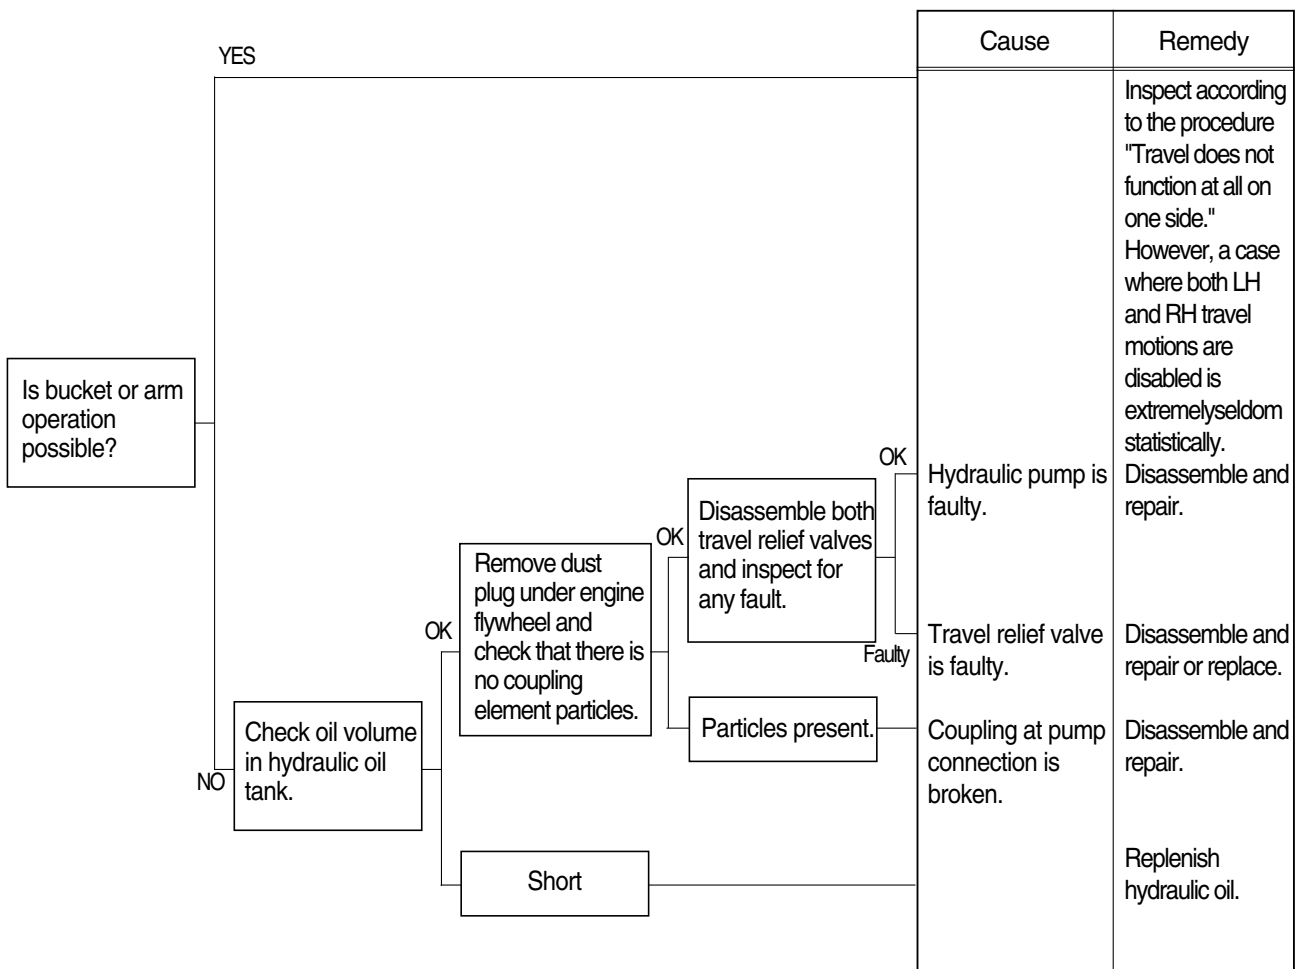 Cause
Remedy
YES
Inspect according
to the procedure
"Travel does not
function at all on
one side."
However, a case
where both LH
and RH travel
motions are
disabled is
extremelyseldom
statistically.
Is bucket or arm
operation
possible?
NO
Check oil volume
in hydraulic oil
tank.
OK
Remove dust
plug under engine
flywheel and
check that there is
no coupling
element particles.
OK
Disassemble both
travel relief valves
and inspect for
any fault.
OK
Hydraulic pump is
faulty.
Disassemble and
repair.
Faulty
Travel relief valve
is faulty.
Disassemble and
repair or replace.
Particles present.
Coupling at pump
connection is
broken.
Disassemble and
repair.
Short
Replenish
hydraulic oil.